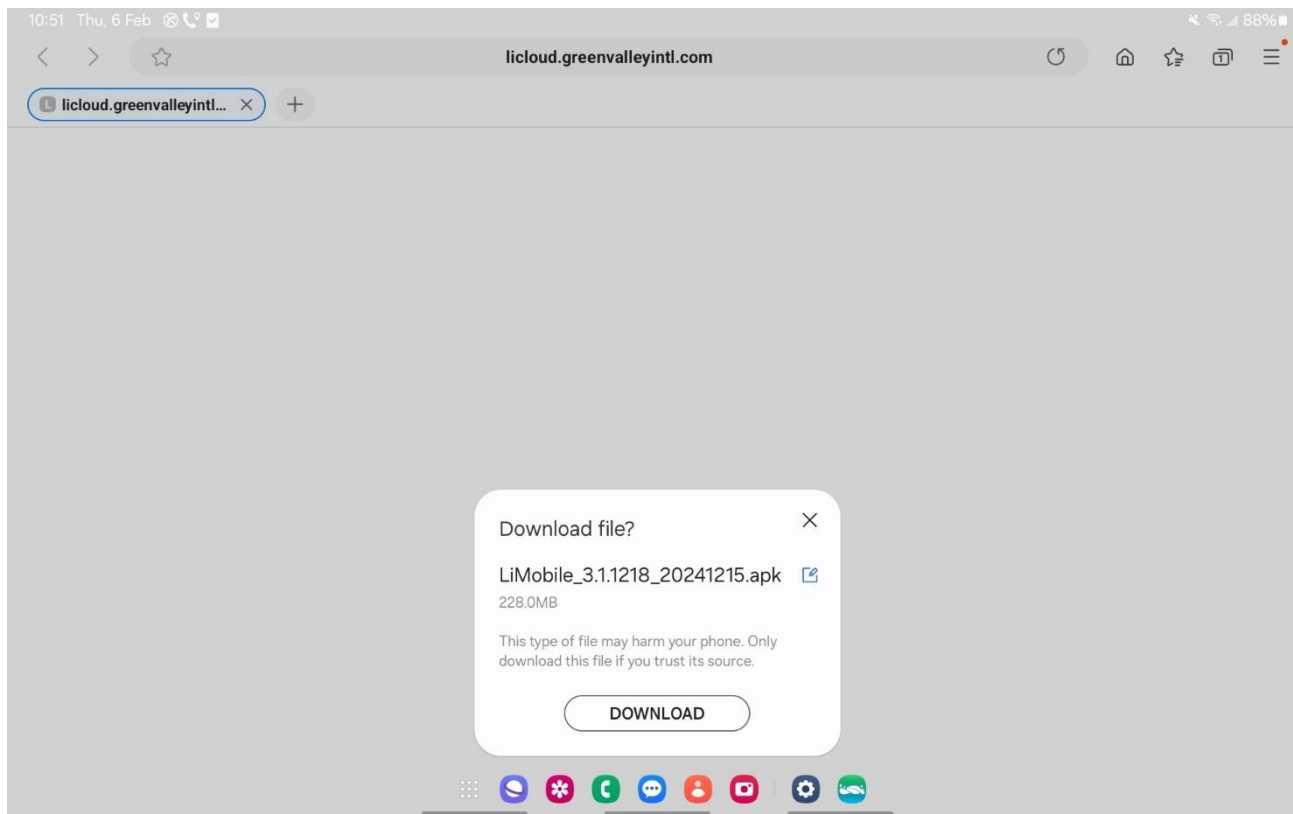 10:51 Thu, 6 Feb
88%
licloud.greenvalleyintl.com
1
L licloud.greenvalleyintl...
Download file?
LiMobile_3.1.1218_20241215.apk
228.0MB
This type of file may harm your phone. Only
download this file if you trust its source.
DOWNLOAD